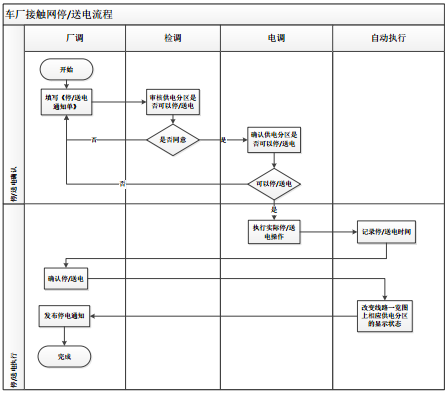 车厂接触网停/送电流程
厂调
检调
电调
自动执行
开始
填写《停/送电
通知单》
审核供电分区是
否可以停/送电
否
是否同意
是
确认供电分区是
否可以停/送电
停/送电确认
否
可以停/送电
是
执行实际停/送
电操作
记录停/送电时间
确认停/送电
发布停电通知
改变线路一览图
上相应供电分区
的显示状态
停/送电执行
完成